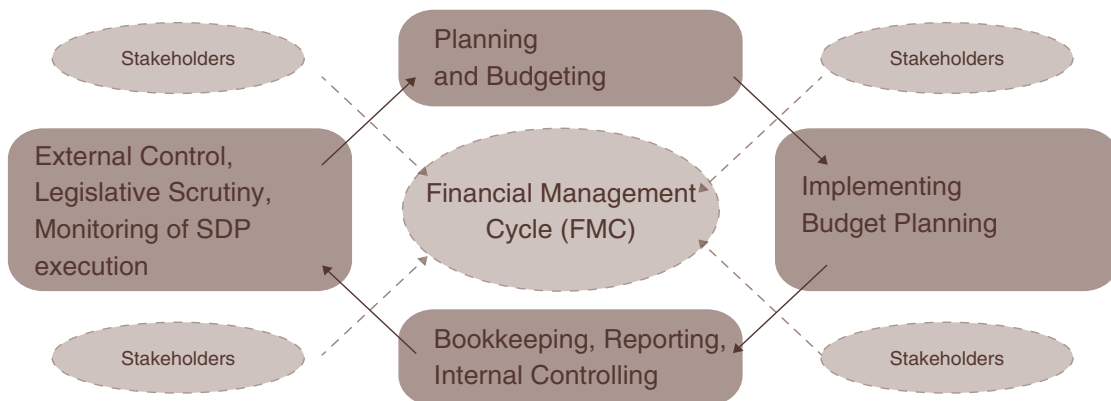 Stakeholders
Planning
and Budgeting
Stakeholders
External Control,
Legislative Scrutiny,
Monitoring of SDP
execution
Financial Management
Cycle (FMC)
Implementing
Budget Planning
Stakeholders
Bookkeeping, Reporting,
Internal Controlling
Stakeholders